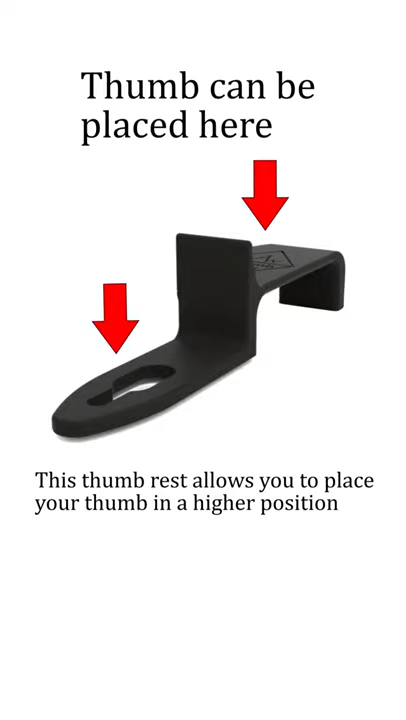 Thumb can be
placed here
This thumb rest allows you to place
your thumb in a higher position